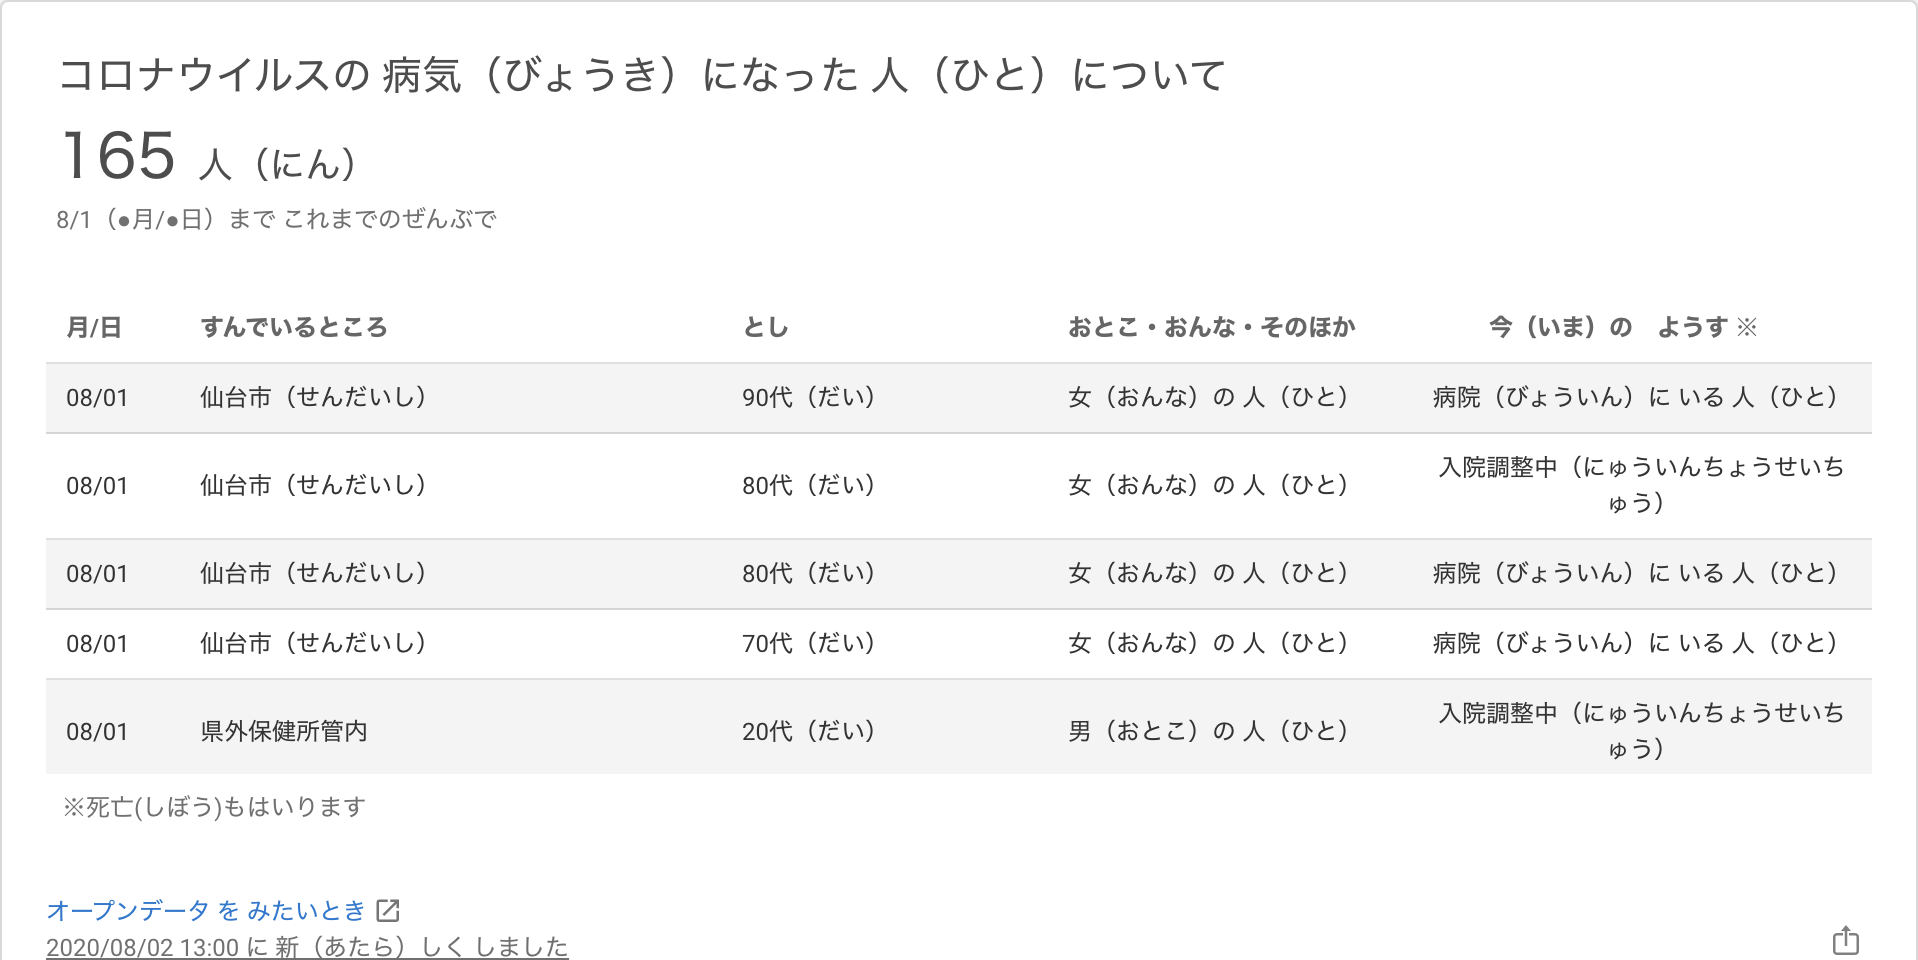 コロナウイルスの 病気（びょうき）になった 人（ひと）について
165 人（にん）
8/1（●月/●日）まで これまでのぜんぶで
月/日 すんでいるところ とし おとこ・おんな・そのほか 今（いま）の　ようす ※
08/01 仙台市（せんだいし） 90代（だい） 女（おんな）の 人（ひと） 病院（びょういん）に いる 人（ひと）
08/01 仙台市（せんだいし） 80代（だい） 女（おんな）の 人（ひと） 入院調整中（にゅういんちょうせいち
ゅう）
08/01 仙台市（せんだいし） 80代（だい） 女（おんな）の 人（ひと） 病院（びょういん）に いる 人（ひと）
08/01 仙台市（せんだいし） 70代（だい） 女（おんな）の 人（ひと） 病院（びょういん）に いる 人（ひと）
08/01 県外保健所管内 20代（だい） 男（おとこ）の 人（ひと） 入院調整中（にゅういんちょうせいち
ゅう）
※死亡(しぼう)もはいります
オープンデータ を みたいとき
2020/08/02 13:00 に 新（あたら）しく しました